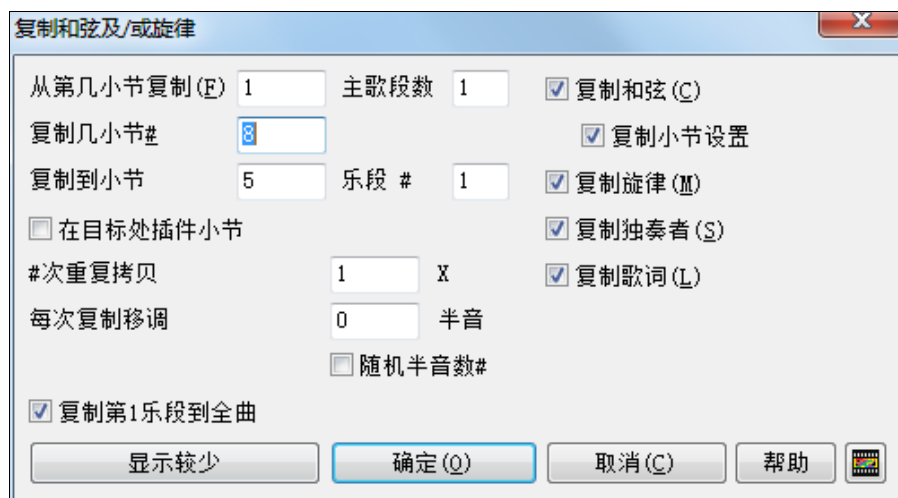 复制和弦及/或旋律
从第几小节复制(F) 1 主歌段数 1 复制和弦(C)
复制几小节# 8 复制小节设置
复制到小节 5 乐段 # 1 复制旋律(M)
在目标处插件小节 复制独奏者(S)
#次重复拷贝 1 X 复制歌词(L)
每次复制移调 0 半音
随机半音数#
复制第1乐段到全曲
显示较少 确定(O) 取消(C) 帮助